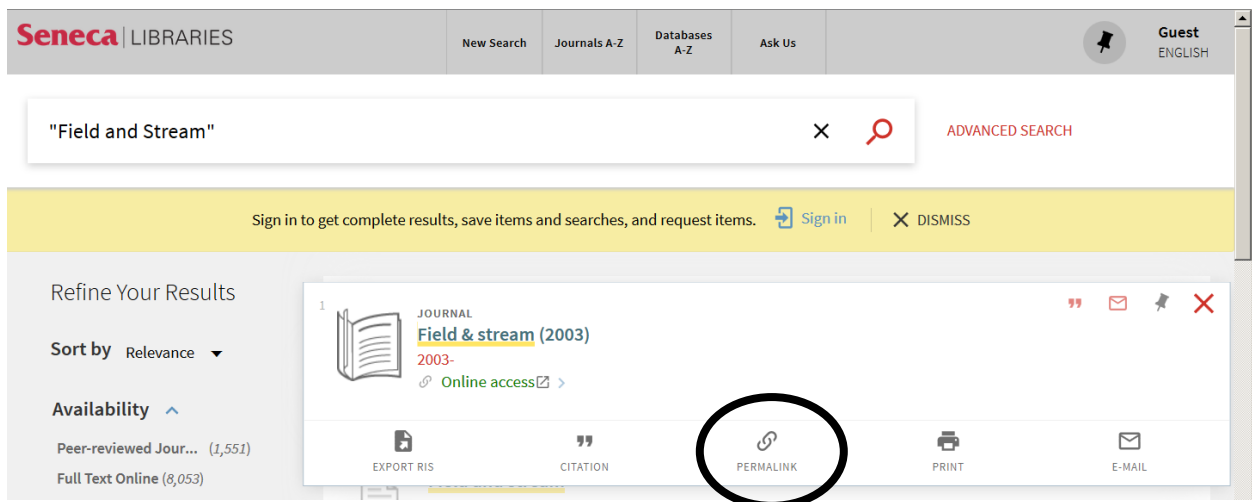 Seneca | LIBRARIES
New Search
Journals A-Z
Databases
A-Z
Ask Us
Guest
ENGLISH
"Field and Stream"
ADVANCED SEARCH
Sign in to get complete results, save items and searches, and request items.
Sign in
DISMISS
Refine Your Results
Sort by Relevance
Availability
Peer-reviewed Jour... (1,551)
Full Text Online (8,053)
1
JOURNAL
Field & stream (2003)
2003-
Online access
EXPORT RIS
CITATION
PERMALINK
PRINT
E-MAIL
Field and stream